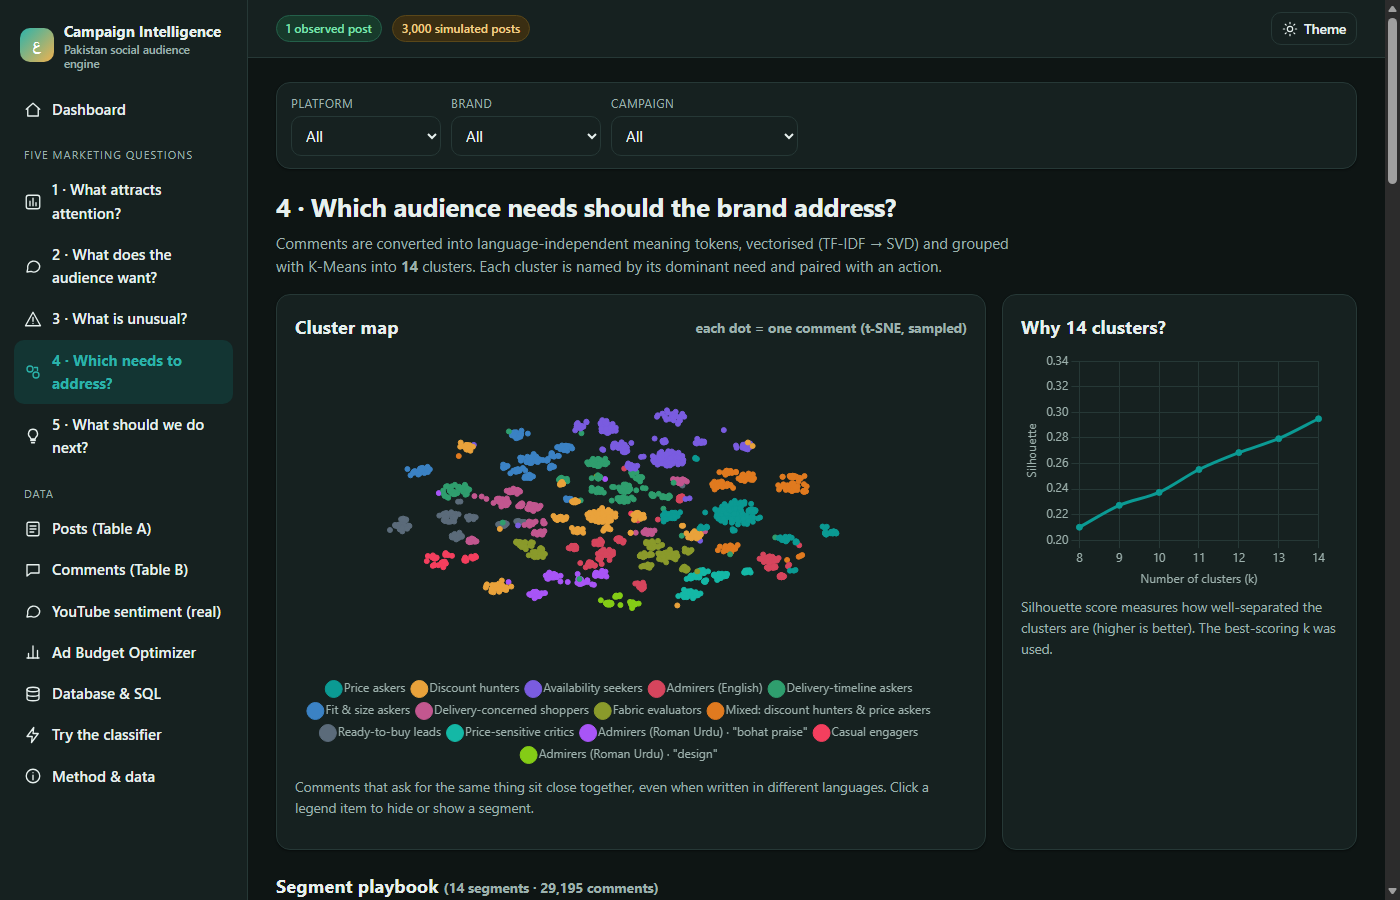 ع
Campaign Intelligence
Pakistan social audience
engine
Dashboard
FIVE MARKETING QUESTIONS
1 · What attracts
attention?
2 · What does the
audience want?
3 · What is unusual?
4 · Which needs to
address?
5 · What should we do
next?
DATA
Posts (Table A)
Comments (Table B)
YouTube sentiment (real)
Ad Budget Optimizer
Database & SQL
Try the classifier
Method & data
1 observed post
3,000 simulated posts
Theme
PLATFORM
BRAND
CAMPAIGN
All
All
All
4 · Which audience needs should the brand address?
Comments are converted into language-independent meaning tokens, vectorised (TF-IDF → SVD) and grouped
with K-Means into 14 clusters. Each cluster is named by its dominant need and paired with an action.
Cluster map
each dot = one comment (t-SNE, sampled)
Price askers
Discount hunters
Availability seekers
Admirers (English)
Delivery-timeline askers
Fit & size askers
Delivery-concerned shoppers
Fabric evaluators
Mixed: discount hunters & price askers
Ready-to-buy leads
Price-sensitive critics
Admirers (Roman Urdu) · "bohat praise"
Casual engagers
Admirers (Roman Urdu) · "design"
Comments that ask for the same thing sit close together, even when written in different languages. Click a
legend item to hide or show a segment.
Why 14 clusters?
0.34
0.32
0.30
0.28
0.26
0.24
0.22
0.20
Silhouette
8
9
10
11
12
13
14
Number of clusters (k)
Silhouette score measures how well-separated the
clusters are (higher is better). The best-scoring k was
used.
Segment playbook (14 segments · 29,195 comments)